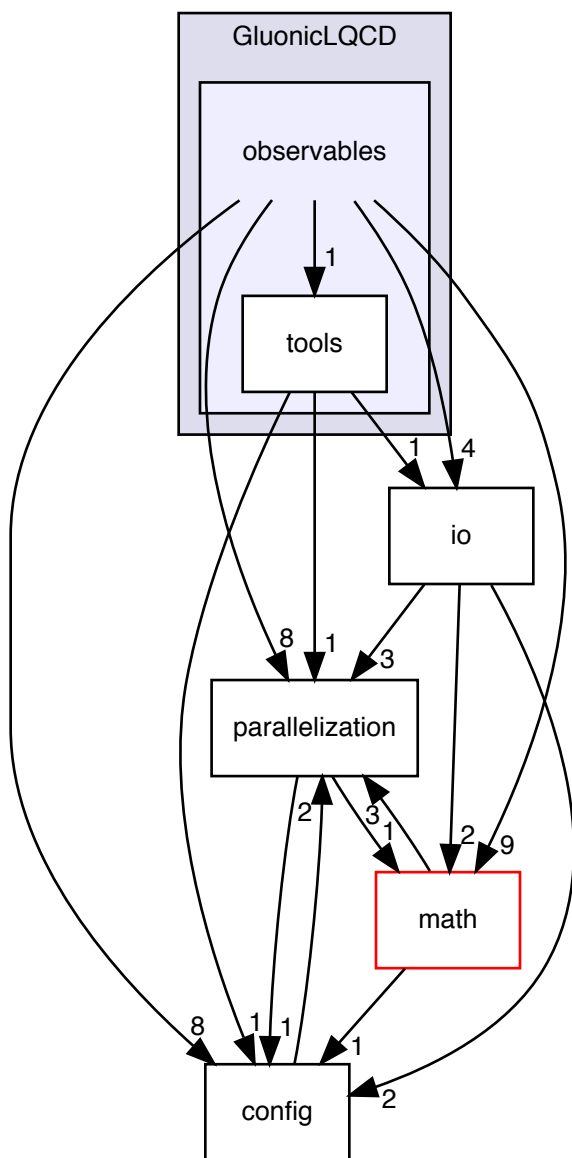 GluonicLQCD
observables
1
tools
1
4
io
8
1
3
parallelization
2
3
1
2
9
math
8
1
1
1
2
config